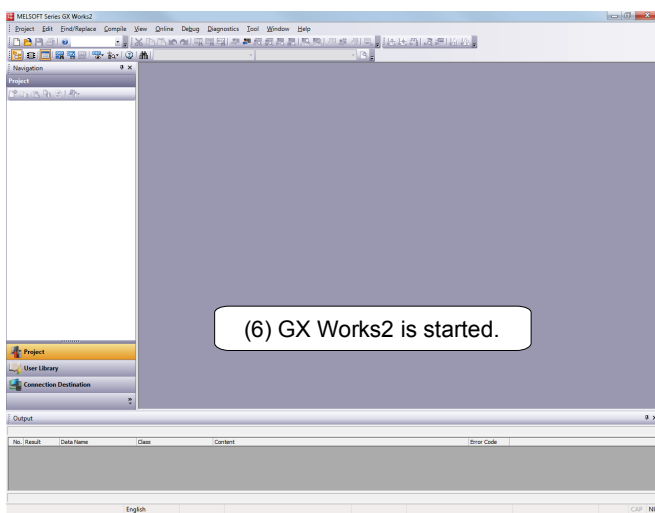 MELSOFT Series GX Works2
Project Edit Find/Replace Compile View Online Debug Diagnostics Tool Window Help
Navigation
Project
(6) GX Works2 is started.
Project
User Library
Connection Destination
Output
No. Result Data Name Class Content Error Code
English CAP NU